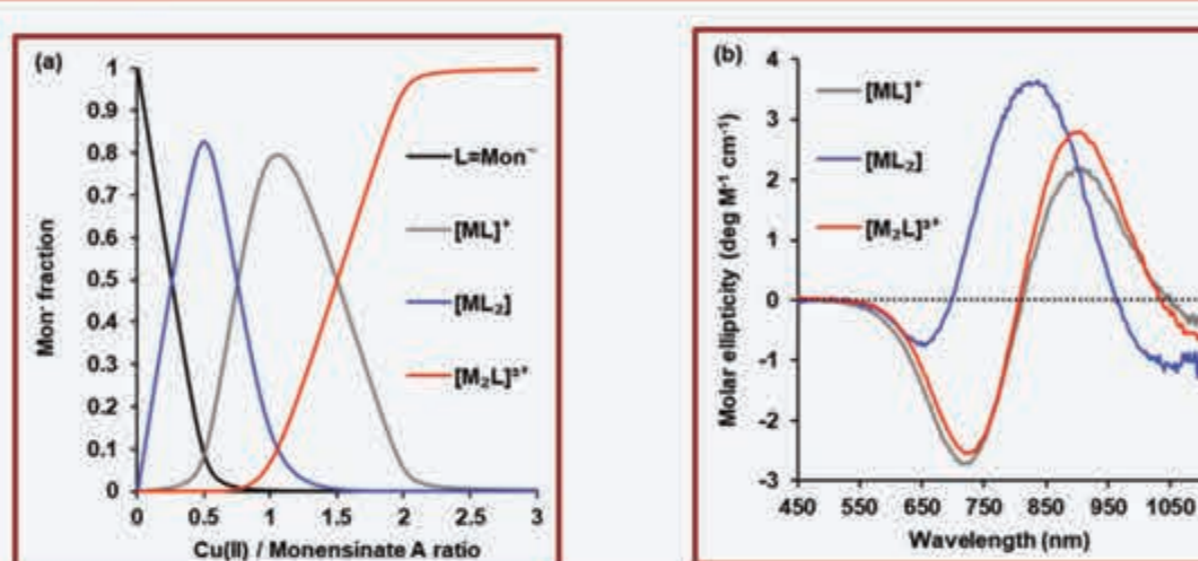 (a)
1
0.9
0.8
0.7
0.6
0.5
0.4
0.3
0.2
0.1
0
Mon⁻ fraction
L=Mon⁻
[ML]⁺
[ML₂]
[M₂L]³⁺
0 0.5 1 1.5 2 2.5 3
Cu(II) / Monensinate A ratio
(b)
4
3
2
1
0
-1
-2
-3
Molar ellipticity (deg M⁻¹ cm⁻¹)
[ML]⁺
[ML₂]
[M₂L]³⁺
450 550 650 750 850 950 1050
Wavelength (nm)